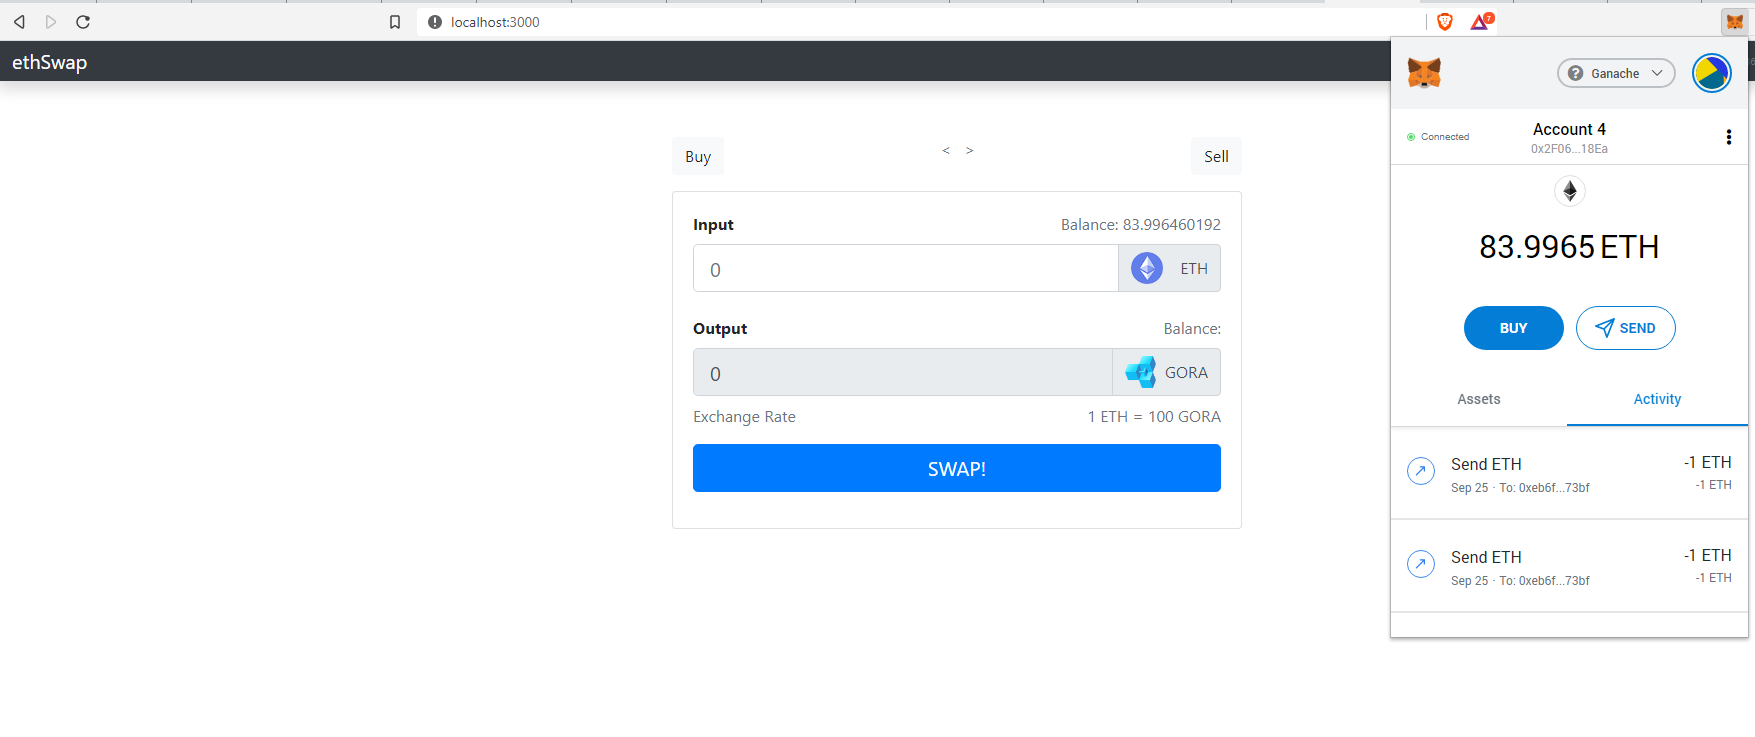 localhost:3000
7
ethSwap
Buy
< >
Sell
Input
Balance: 83.996460192
0
ETH
Output
Balance:
0
GORA
Exchange Rate
1 ETH = 100 GORA
SWAP!
? Ganache
Connected
Account 4
0x2F06...18Ea
83.9965 ETH
BUY
SEND
Assets
Activity
Send ETH
-1 ETH
Sep 25 · To: 0xeb6f...73bf
-1 ETH
Send ETH
-1 ETH
Sep 25 · To: 0xeb6f...73bf
-1 ETH